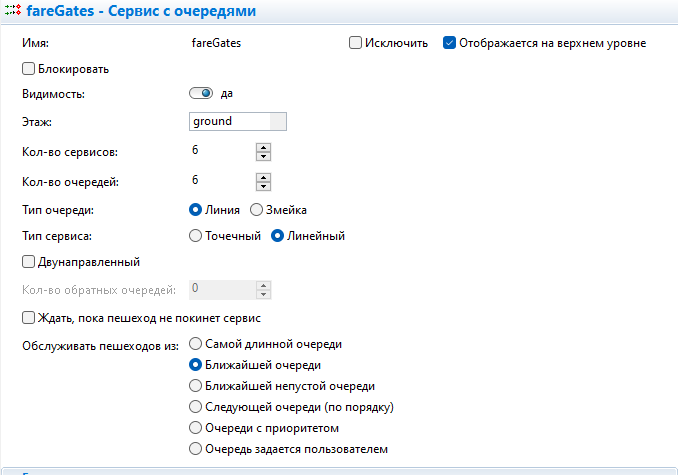 fareGates - Сервис с очередями
Имя: fareGates Исключить Отображается на верхнем уровне
Блокировать
Видимость: да
Этаж: ground
Кол-во сервисов: 6
Кол-во очередей: 6
Тип очереди: Линия Змейка
Тип сервиса: Точечный Линейный
Двунаправленный
Кол-во обратных очередей: 0
Ждать, пока пешеход не покинет сервис
Обслуживать пешеходов из: Самой длинной очереди
Ближайшей очереди
Ближайшей непустой очереди
Следующей очереди (по порядку)
Очереди с приоритетом
Очередь задается пользователем